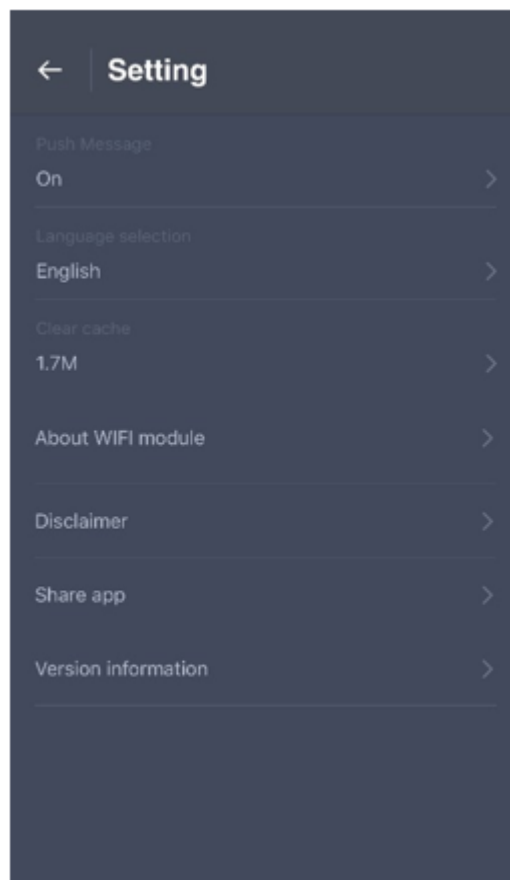 Setting
Push Message
On
Language selection
English
Clear cache
1.7M
About WIFI module
Disclaimer
Share app
Version information